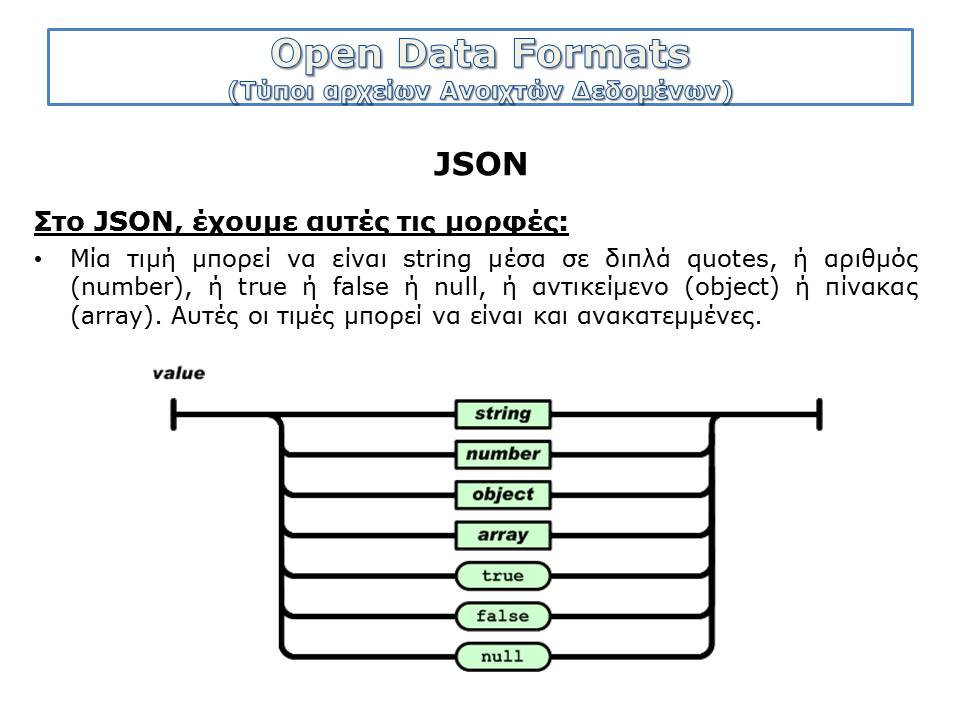 Open Data Formats
(Τύποι αρχείων Ανοιχτών Δεδομένων)
JSON
Στο JSON, έχουμε αυτές τις μορφές:
• Μία τιμή μπορεί να είναι string μέσα σε διπλά quotes, ή αριθμός
(number), ή true ή false ή null, ή αντικείμενο (object) ή πίνακας
(array). Αυτές οι τιμές μπορεί να είναι και ανακατεμμένες.
value
string
number
object
array
true
false
null